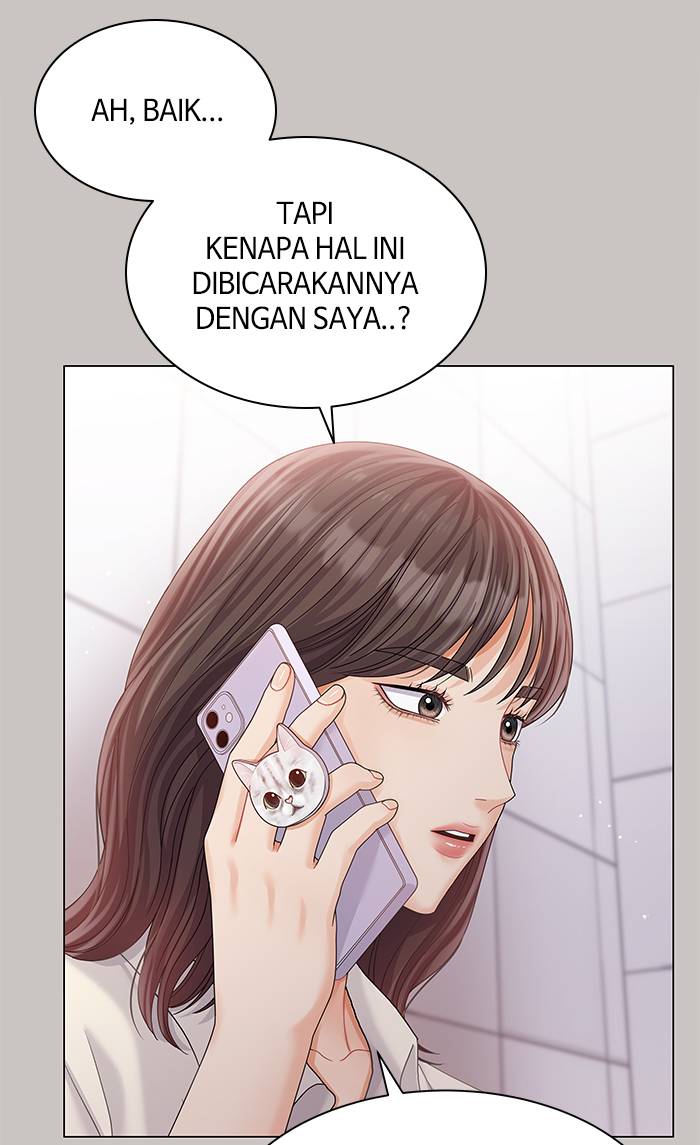 AH, BAIK...
TAPI
KENAPA HAL INI
DIBICARAKANNYA
DENGAN SAYA..?